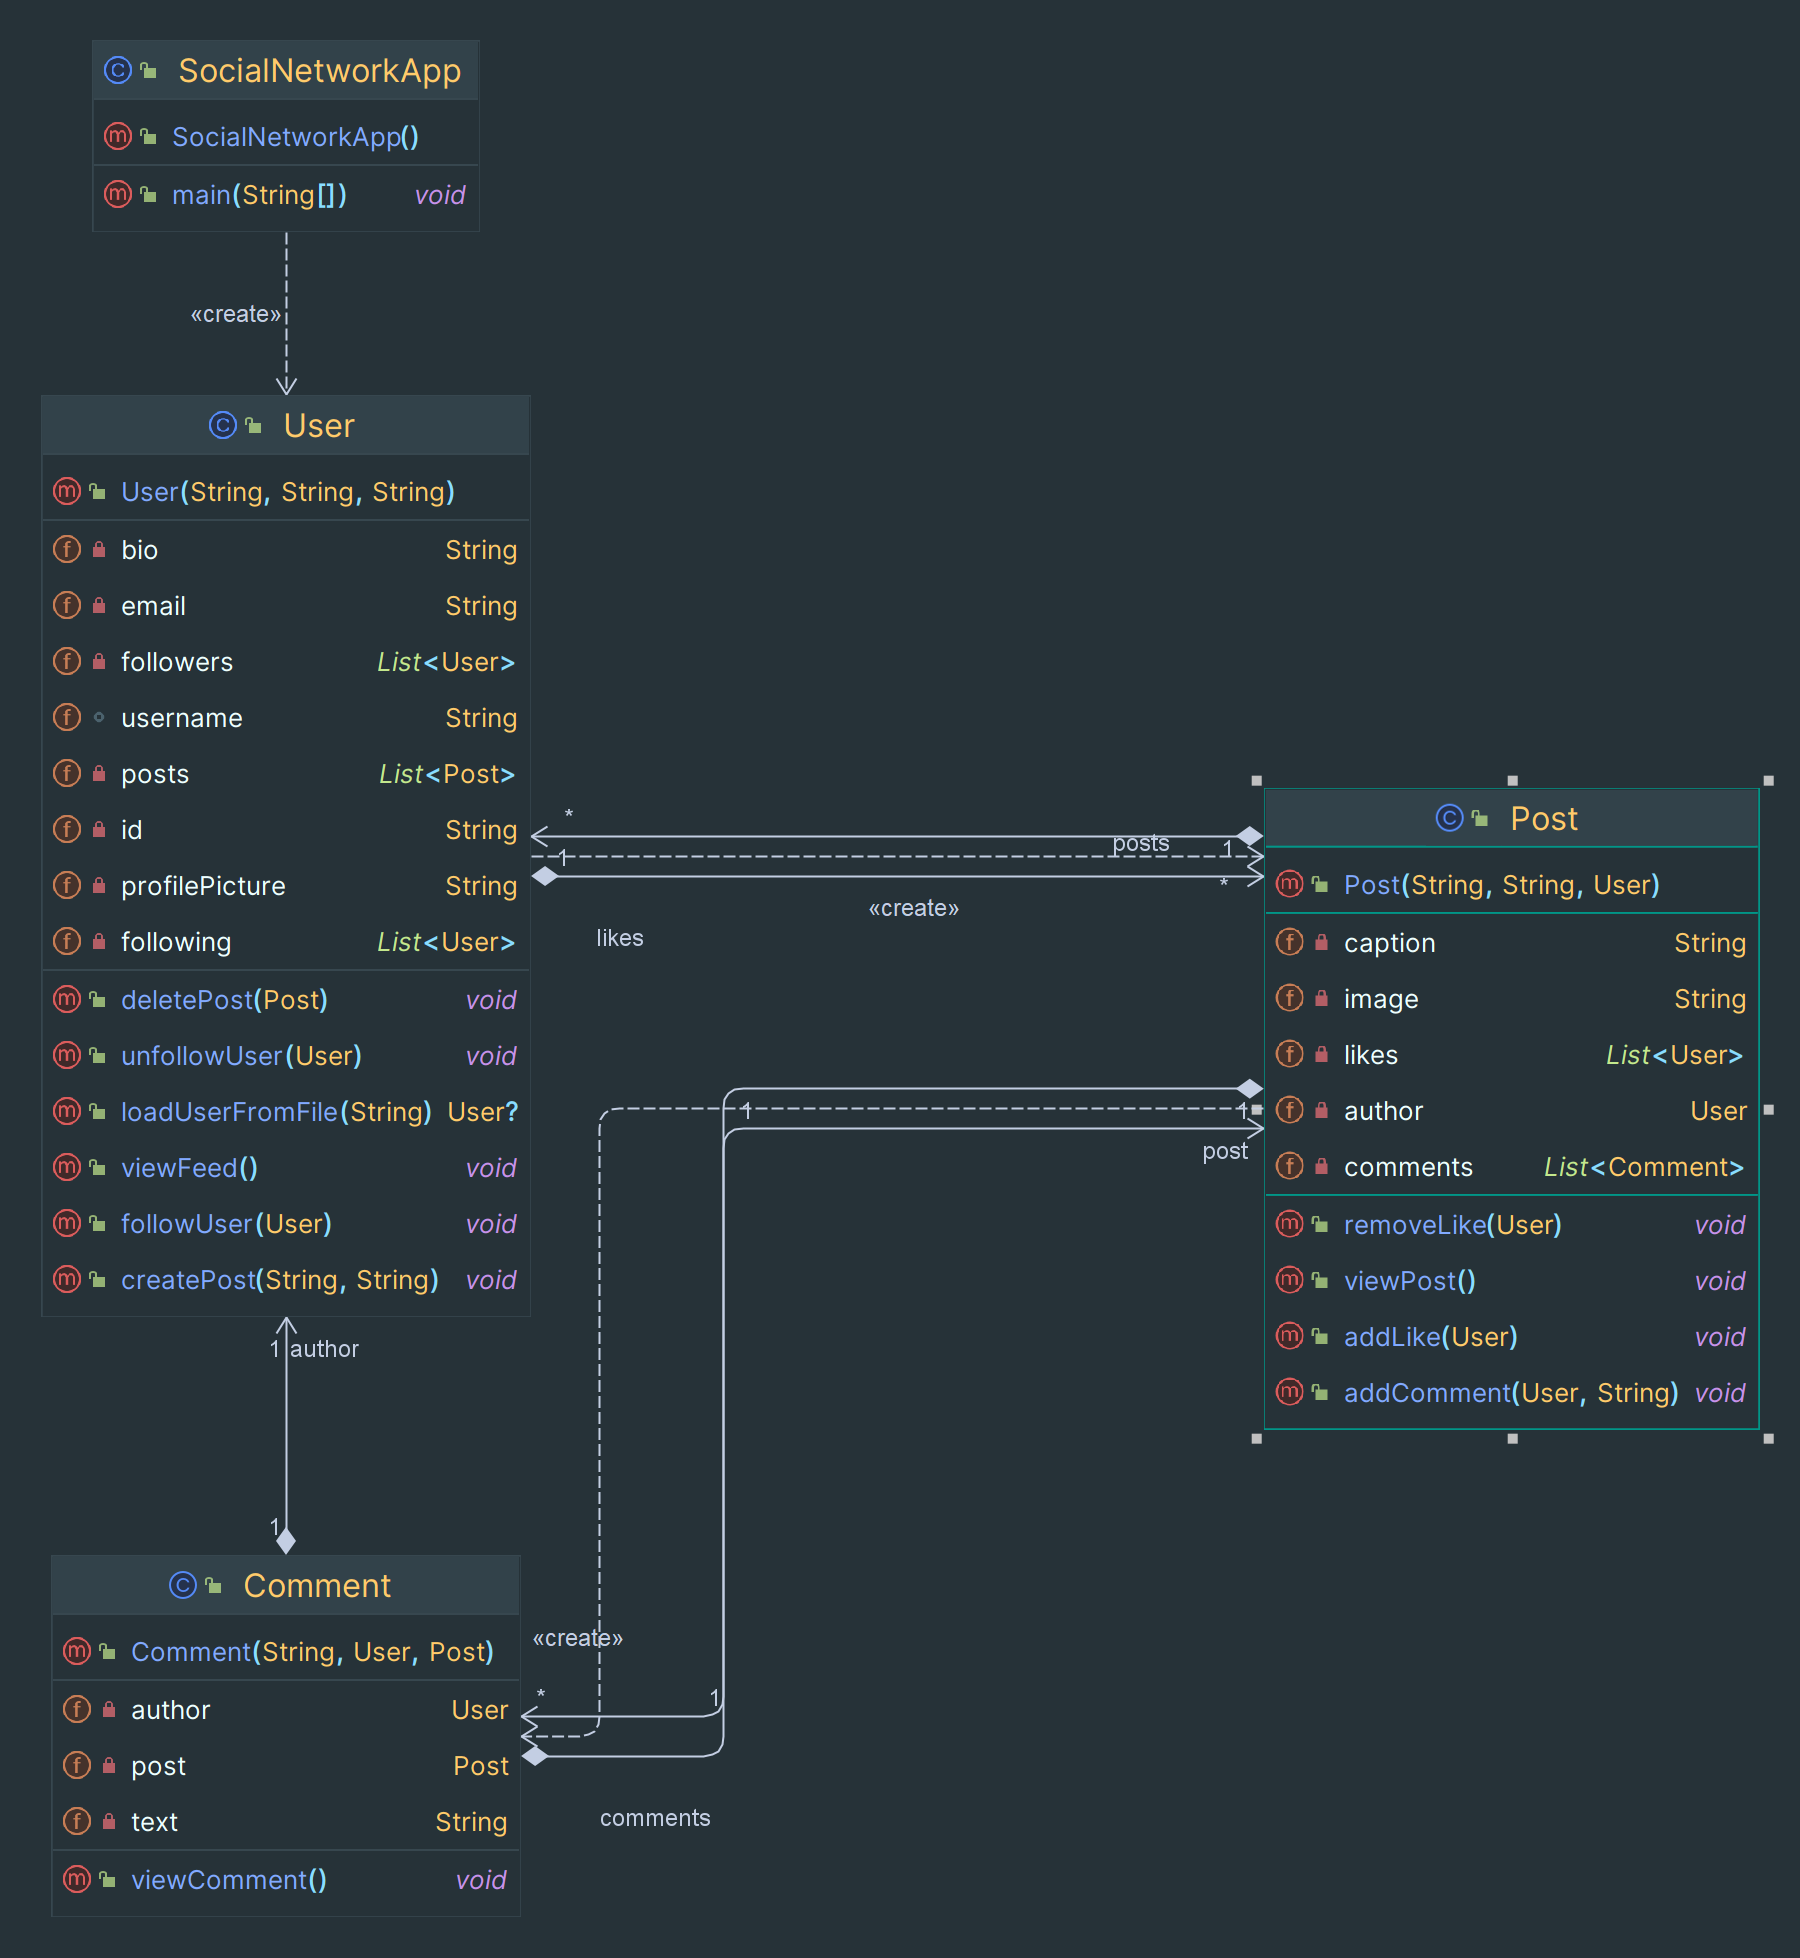 SocialNetworkApp
SocialNetworkApp()
main(String[]) void
«create»
User
User(String, String, String)
bio String
email String
followers List<User>
username String
posts List<Post>
id String
profilePicture String
following List<User>
deletePost(Post) void
unfollowUser(User) void
loadUserFromFile(String) User?
viewFeed() void
followUser(User) void
createPost(String, String) void
*
posts
1
1
*
«create»
likes
Post
Post(String, String, User)
caption String
image String
likes List<User>
author User
comments List<Comment>
removeLike(User) void
viewPost() void
addLike(User) void
addComment(User, String) void
1
1
post
1 author
1
Comment
Comment(String, User, Post)
author User
post Post
text String
viewComment() void
«create»
*
1
comments